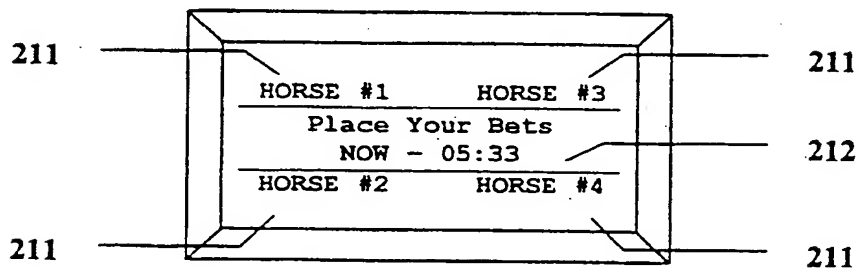 211 211
HORSE #1 HORSE #3
Place Your Bets
NOW - 05:33 212
HORSE #2 HORSE #4
211 211